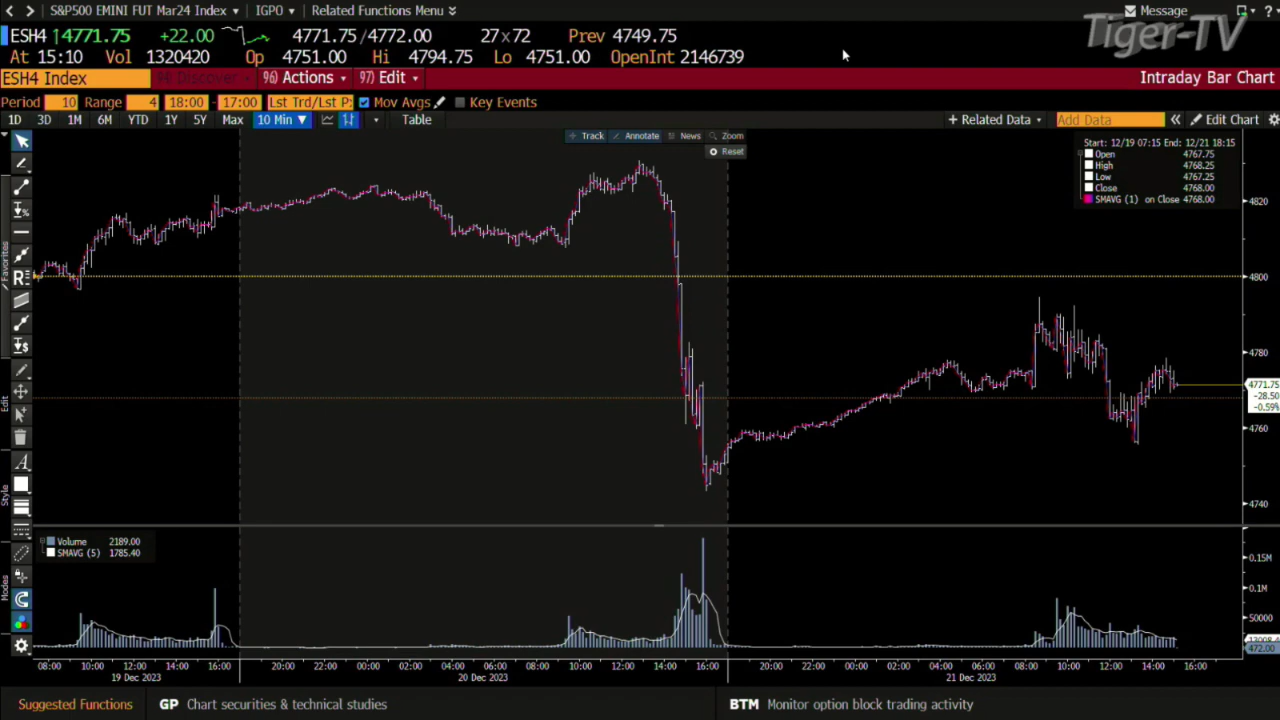 S&P500 EMINI FUT Mar24 Index ▾ IGPO ▾ Related Functions Menu Message ?
Tiger-TV
ESH4 ↑4771.75 +22.00 4771.75/4772.00 27×72 Prev 4749.75
At 15:10 Vol 1320420 Op 4751.00 Hi 4794.75 Lo 4751.00 OpenInt 2146739
ESH4 Index 94) Discover 96) Actions 97) Edit Intraday Bar Chart
Period 10 Range 4 18:00 - 17:00 Lst Trd/Lst P: Mov Avgs Key Events
1D 3D 1M 6M YTD 1Y 5Y Max 10 Min ▼ Table + Related Data Add Data « Edit Chart
+ Track Annotate News Zoom
Reset
Start: 12/19 07:15 End: 12/21 18:15
Open 4767.75
High 4768.25
Low 4767.25
Close 4768.00
SMAVG (1) on Close 4768.00
Favorites
Edit
Style
Modes
4820
4800
4780
4771.75
-28.50
-0.59%
4760
4740
Volume 2189.00
SMAVG (5) 1785.40
0.15M
0.1M
50000
472.00
08:00 10:00 12:00 14:00 16:00 20:00 22:00 00:00 02:00 04:00 06:00 08:00 10:00 12:00 14:00 16:00 20:00 22:00 00:00 02:00 04:00 06:00 08:00 10:00 12:00 14:00 16:00
19 Dec 2023 20 Dec 2023 21 Dec 2023
Suggested Functions GP Chart securities & technical studies BTM Monitor option block trading activity